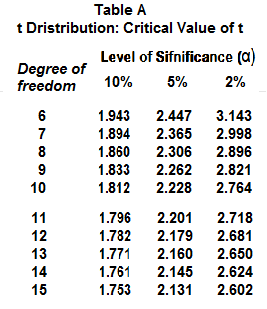 Table A
t Dristribution: Critical Value of t
Level of Sifnificance (α)
Degree of
freedom
10% 5% 2%
6 1.943 2.447 3.143
7 1.894 2.365 2.998
8 1.860 2.306 2.896
9 1.833 2.262 2.821
10 1.812 2.228 2.764
11 1.796 2.201 2.718
12 1.782 2.179 2.681
13 1.771 2.160 2.650
14 1.761 2.145 2.624
15 1.753 2.131 2.602